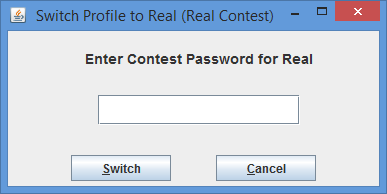 Switch Profile to Real (Real Contest)
Enter Contest Password for Real
Switch
Cancel